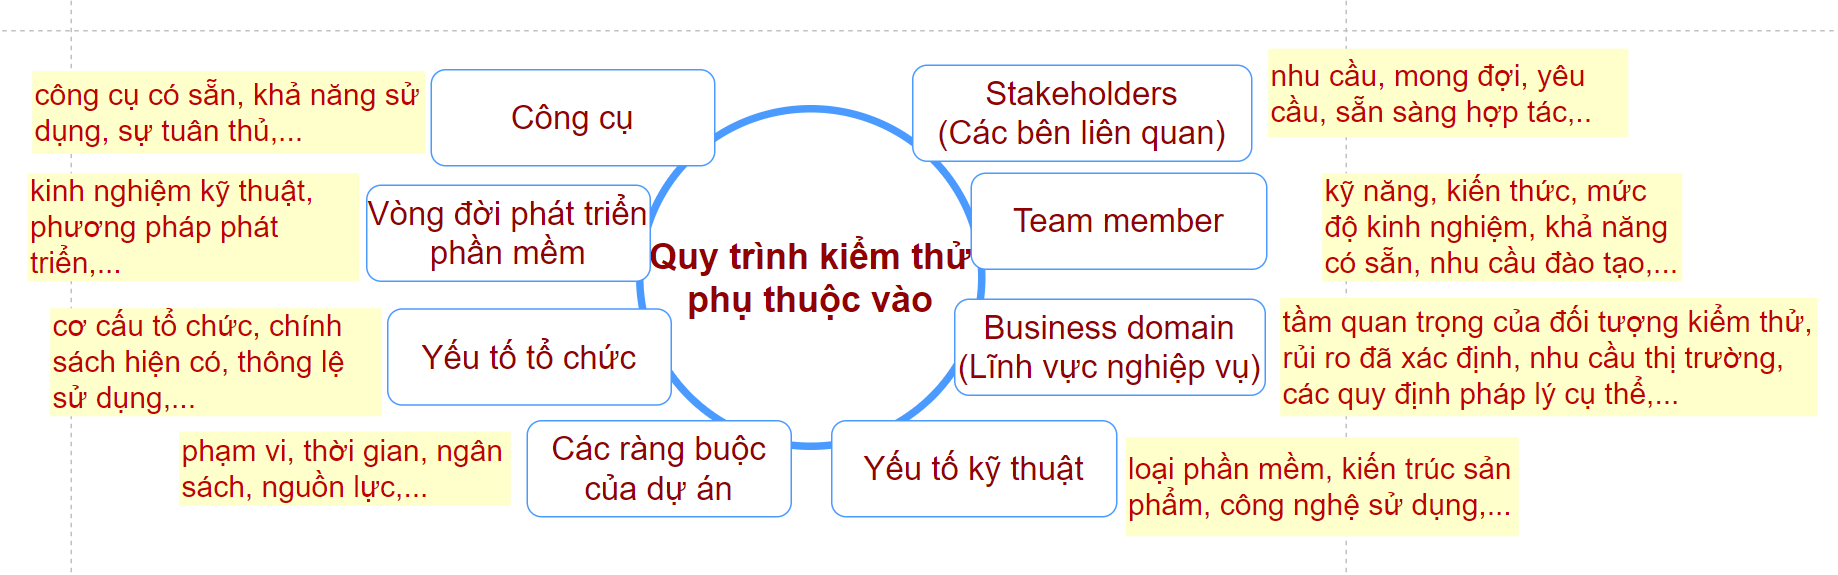 công cụ có sẵn, khả năng sử
dụng, sự tuân thủ,...
Công cụ
Stakeholders
(Các bên liên quan)
nhu cầu, mong đợi, yêu
cầu, sẵn sàng hợp tác,..
kinh nghiệm kỹ thuật,
phương pháp phát
triển,...
Vòng đời phát triển
phần mềm
Quy trình kiểm thử
phụ thuộc vào
Team member
kỹ năng, kiến thức, mức
độ kinh nghiệm, khả năng
có sẵn, nhu cầu đào tạo,...
cơ cấu tổ chức, chính
sách hiện có, thông lệ
sử dụng,...
Yếu tố tổ chức
Business domain
(Lĩnh vực nghiệp vụ)
tầm quan trọng của đối tượng kiểm thử,
rủi ro đã xác định, nhu cầu thị trường,
các quy định pháp lý cụ thể,...
phạm vi, thời gian, ngân
sách, nguồn lực,...
Các ràng buộc
của dự án
Yếu tố kỹ thuật
loại phần mềm, kiến trúc sản
phẩm, công nghệ sử dụng,...